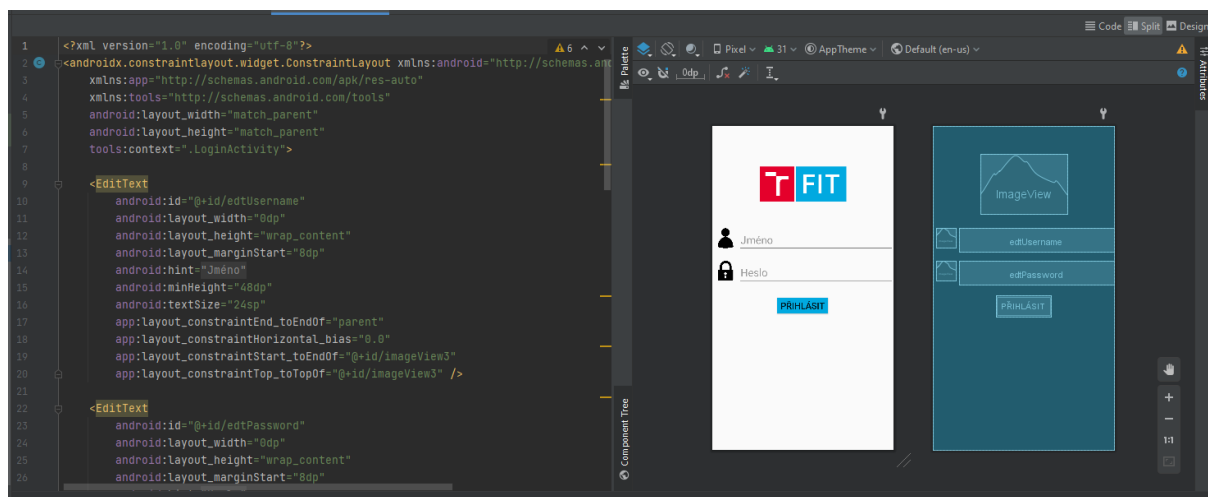 Code Split Design
1 <?xml version="1.0" encoding="utf-8"?>
6
2 <androidx.constraintlayout.widget.ConstraintLayout xmlns:android="http://schemas.and
3 xmlns:app="http://schemas.android.com/apk/res-auto"
4 xmlns:tools="http://schemas.android.com/tools"
5 android:layout_width="match_parent"
6 android:layout_height="match_parent"
7 tools:context=".LoginActivity">
8
9 <EditText
10 android:id="@+id/edtUsername"
11 android:layout_width="0dp"
12 android:layout_height="wrap_content"
13 android:layout_marginStart="8dp"
14 android:hint="Jméno"
15 android:minHeight="48dp"
16 android:textSize="24sp"
17 app:layout_constraintEnd_toEndOf="parent"
18 app:layout_constraintHorizontal_bias="0.0"
19 app:layout_constraintStart_toEndOf="@+id/imageView3"
20 app:layout_constraintTop_toTopOf="@+id/imageView3" />
21
22 <EditText
23 android:id="@+id/edtPassword"
24 android:layout_width="0dp"
25 android:layout_height="wrap_content"
26 android:layout_marginStart="8dp"
Palette
Component Tree
Pixel 31 AppTheme Default (en-us)
0dp
Attributes
FIT
Jméno
Heslo
PŘIHLÁSIT
ImageView
edtUsername
edtPassword
PŘIHLÁSIT
1:1